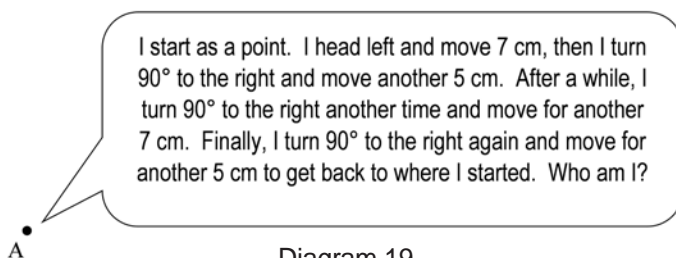 I start as a point. I head left and move 7 cm, then I turn
90° to the right and move another 5 cm. After a while, I
turn 90° to the right another time and move for another
7 cm. Finally, I turn 90° to the right again and move for
another 5 cm to get back to where I started. Who am I?
A
Diagram 19